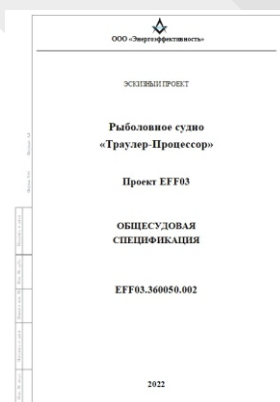 ООО «Энергоэффективность»
ЭСКИЗНЫЙ ПРОЕКТ
Рыболовное судно
«Траулер-Процессор»
Проект EFF03
ОБЩЕСУДОВАЯ
СПЕЦИФИКАЦИЯ
EFF03.360050.002
2022